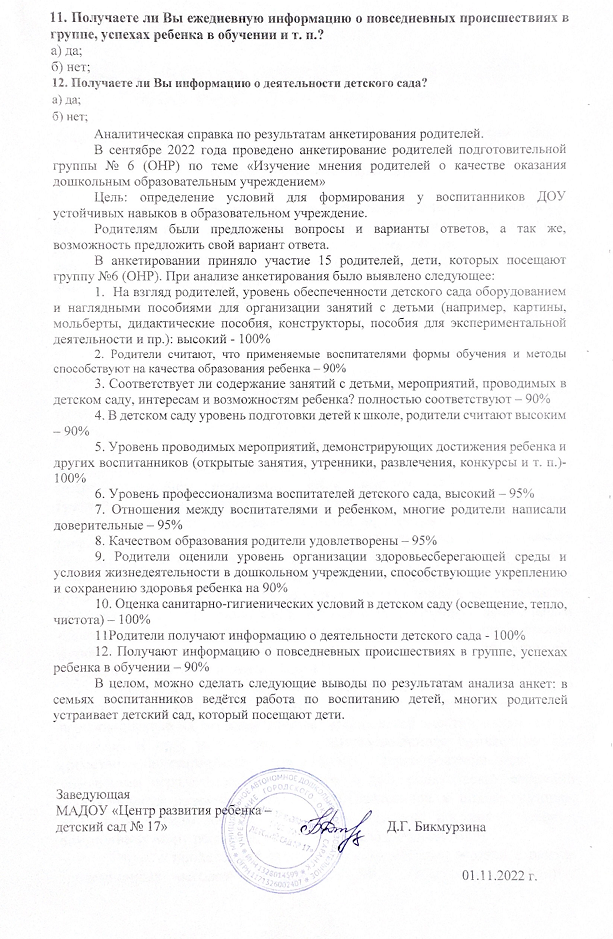 11. Получаете ли Вы ежедневную информацию о повседневных происшествиях в
группе, успехах ребенка в обучении и т. п.?
а) да;
б) нет;
12. Получаете ли Вы информацию о деятельности детского сада?
а) да;
б) нет;
Аналитическая справка по результатам анкетирования родителей.
В сентябре 2022 года проведено анкетирование родителей подготовительной
группы № 6 (ОНР) по теме «Изучение мнения родителей о качестве оказания
дошкольным образовательным учреждением»
Цель: определение условий для формирования у воспитанников ДОУ
устойчивых навыков в образовательном учреждение.
Родителям были предложены вопросы и варианты ответов, а так же,
возможность предложить свой вариант ответа.
В анкетировании приняло участие 15 родителей, дети, которых посещают
группу №6 (ОНР). При анализе анкетирования было выявлено следующее:
1. На взгляд родителей, уровень обеспеченности детского сада оборудованием
и наглядными пособиями для организации занятий с детьми (например, картины,
мольберты, дидактические пособия, конструкторы, пособия для экспериментальной
деятельности и пр.): высокий - 100%
2. Родители считают, что применяемые воспитателями формы обучения и методы
способствуют на качества образования ребенка – 90%
3. Соответствует ли содержание занятий с детьми, мероприятий, проводимых в
детском саду, интересам и возможностям ребенка? полностью соответствуют – 90%
4. В детском саду уровень подготовки детей к школе, родители считают высоким
– 90%
5. Уровень проводимых мероприятий, демонстрирующих достижения ребенка и
других воспитанников (открытые занятия, утренники, развлечения, конкурсы и т. п.)-
100%
6. Уровень профессионализма воспитателей детского сада, высокий – 95%
7. Отношения между воспитателями и ребенком, многие родители написали
доверительные – 95%
8. Качеством образования родители удовлетворены – 95%
9. Родители оценили уровень организации здоровьесберегающей среды и
условия жизнедеятельности в дошкольном учреждении, способствующие укреплению
и сохранению здоровья ребенка на 90%
10. Оценка санитарно-гигиенических условий в детском саду (освещение, тепло,
чистота) – 100%
11Родители получают информацию о деятельности детского сада - 100%
12. Получают информацию о повседневных происшествиях в группе, успехах
ребенка в обучении – 90%
В целом, можно сделать следующие выводы по результатам анализа анкет: в
семьях воспитанников ведётся работа по воспитанию детей, многих родителей
устраивает детский сад, который посещают дети.
Заведующая
МАДОУ «Центр развития ребенка –
детский сад № 17» Д.Г. Бикмурзина
01.11.2022 г.